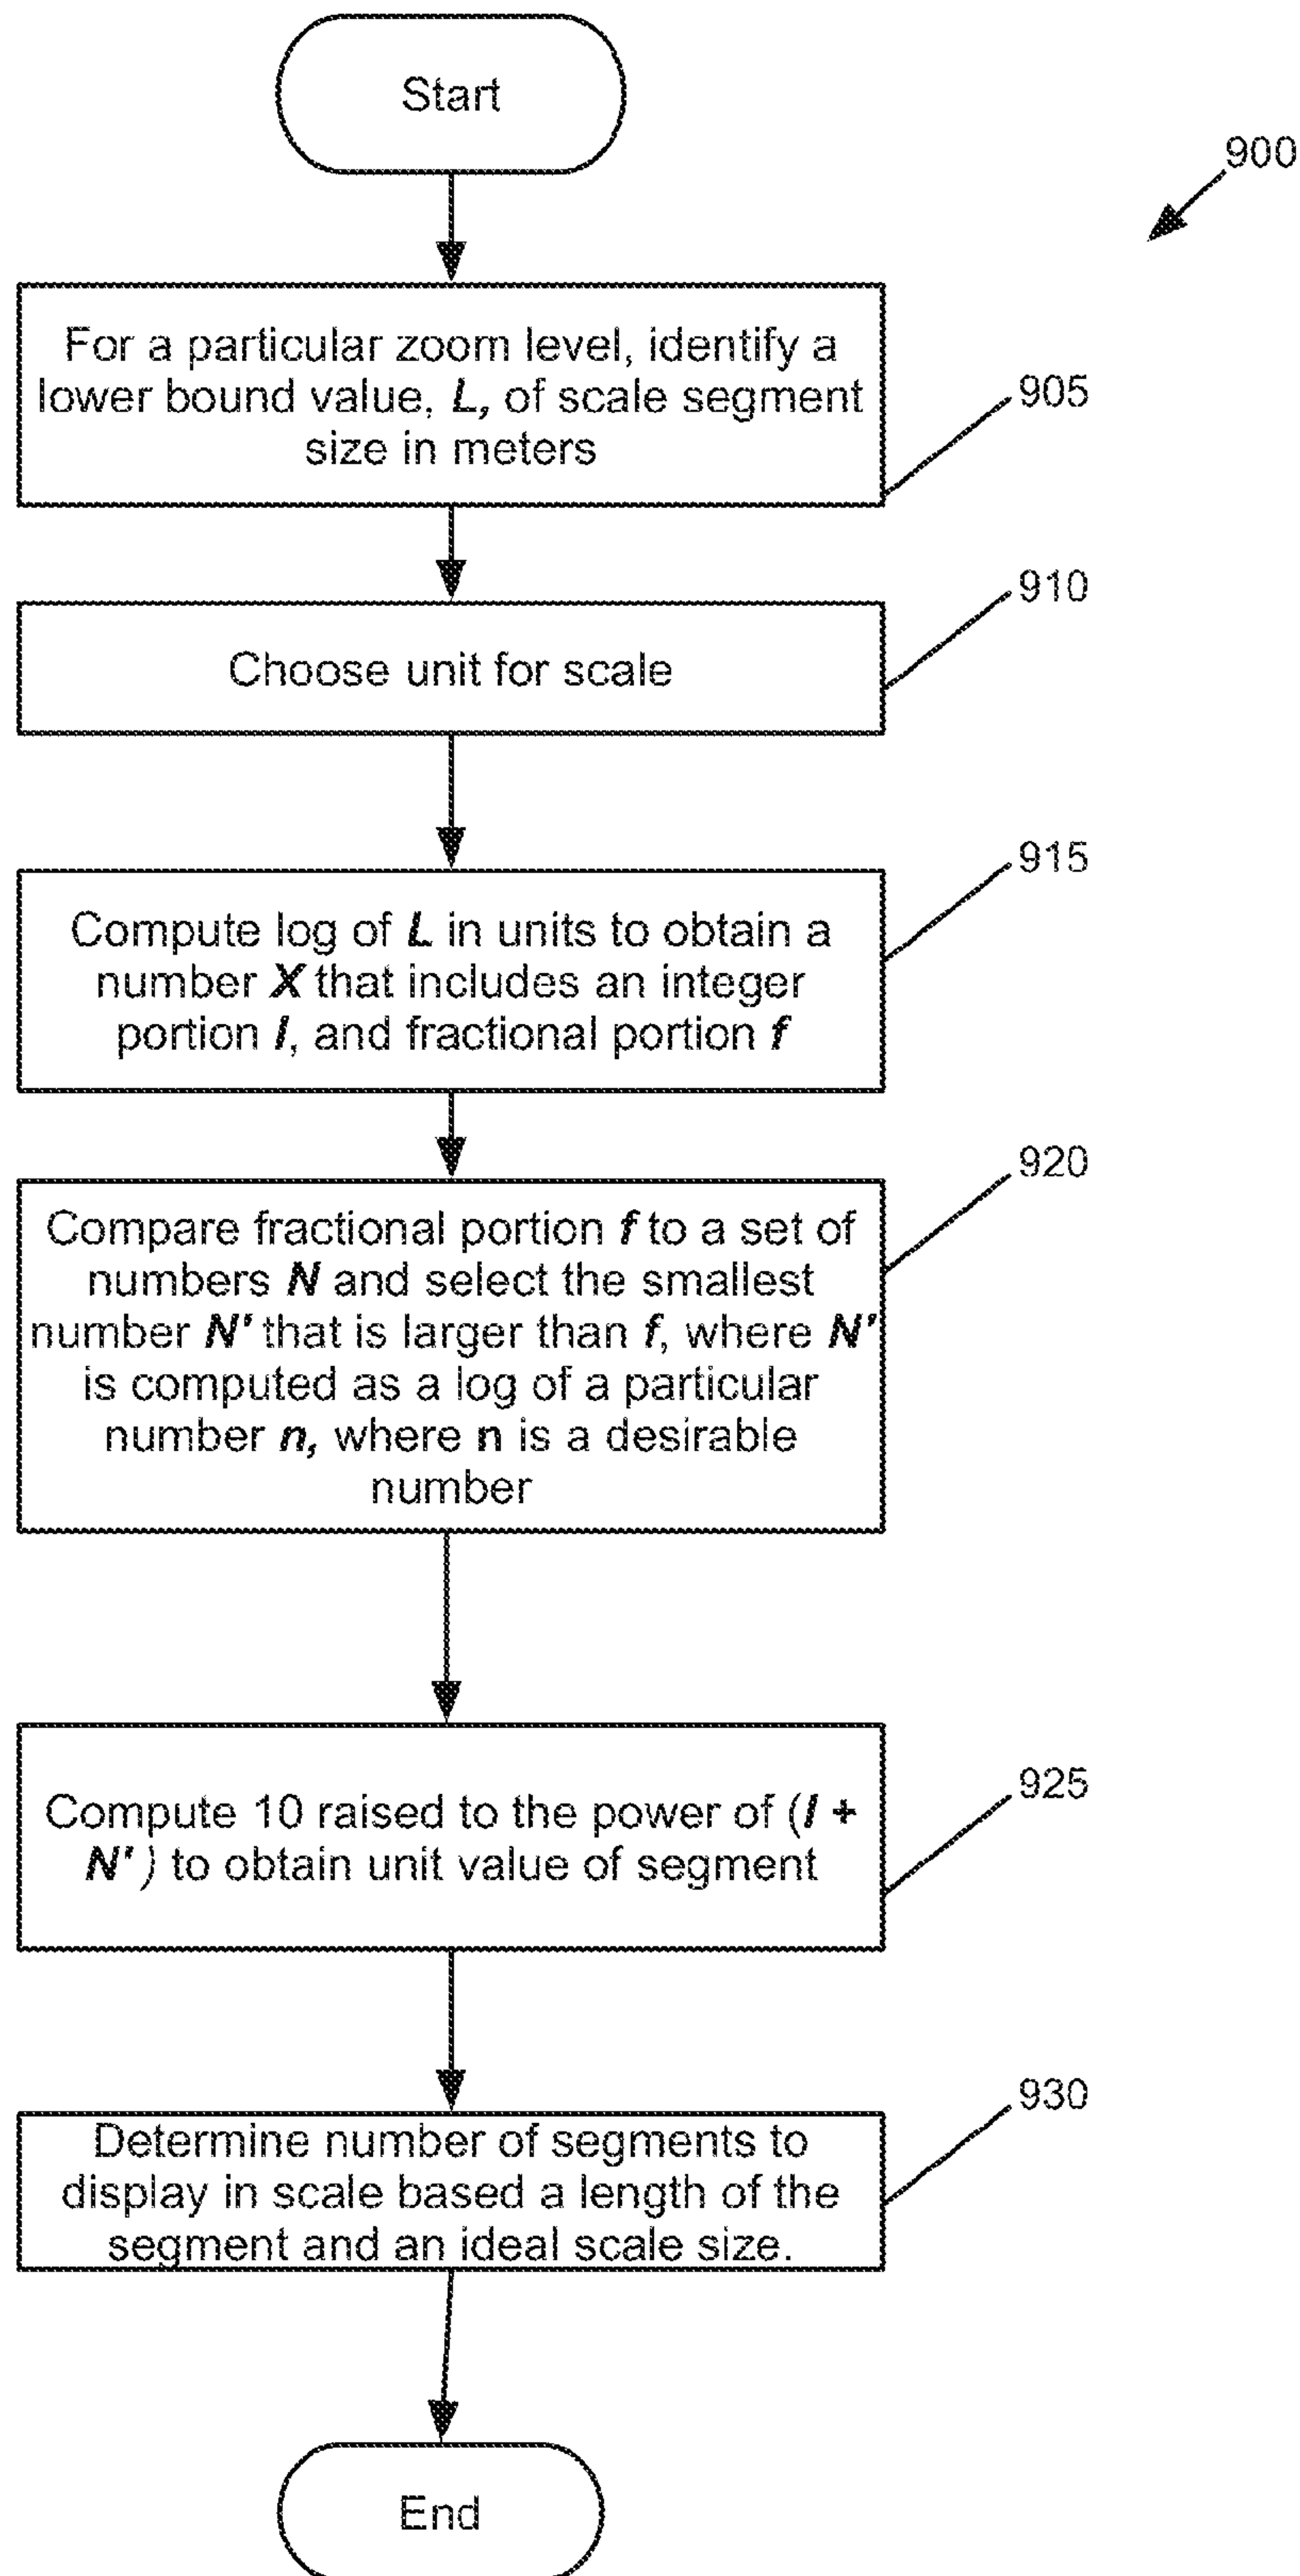 Start
900
For a particular zoom level, identify a
lower bound value, L, of scale segment
size in meters
905
Choose unit for scale
910
Compute log of L in units to obtain a
number X that includes an integer
portion I, and fractional portion f
915
Compare fractional portion f to a set of
numbers N and select the smallest
number N' that is larger than f, where N'
is computed as a log of a particular
number n, where n is a desirable
number
920
Compute 10 raised to the power of (I +
N' ) to obtain unit value of segment
925
Determine number of segments to
display in scale based a length of the
segment and an ideal scale size.
930
End